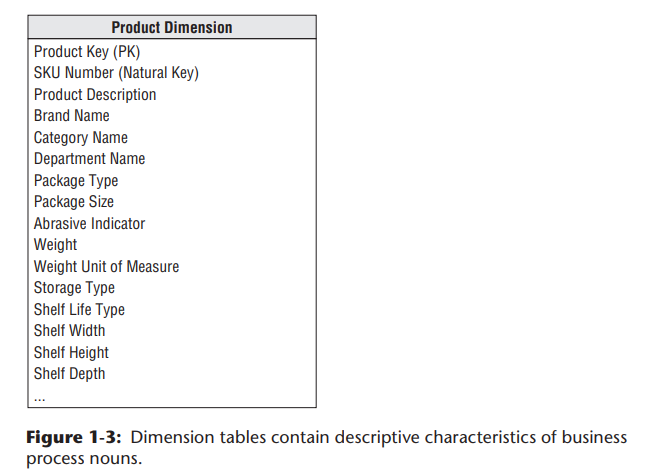 Product Dimension
Product Key (PK)
SKU Number (Natural Key)
Product Description
Brand Name
Category Name
Department Name
Package Type
Package Size
Abrasive Indicator
Weight
Weight Unit of Measure
Storage Type
Shelf Life Type
Shelf Width
Shelf Height
Shelf Depth
...
Figure 1-3: Dimension tables contain descriptive characteristics of business
process nouns.